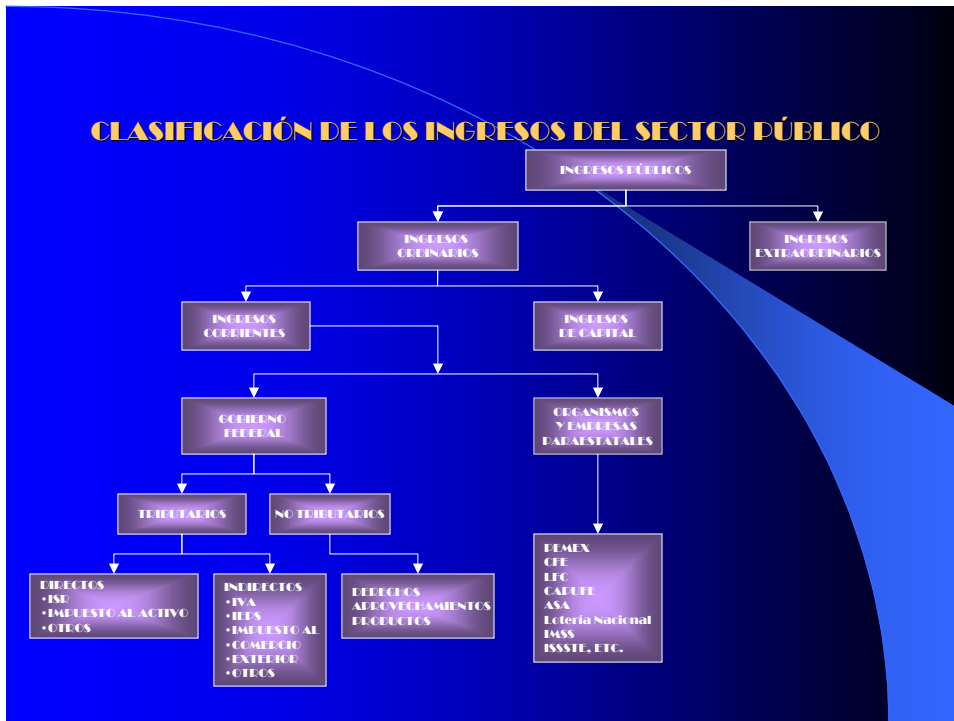 CLASIFICACIÓN DE LOS INGRESOS DEL SECTOR PÚBLICO
INGRESOS PÚBLICOS
INGRESOS
ORDINARIOS
INGRESOS
EXTRAORDINARIOS
INGRESOS
CORRIENTES
INGRESOS
DE CAPITAL
GOBIERNO
FEDERAL
ORGANISMOS
Y EMPRESAS
PARAESTATALES
TRIBUTARIOS
NO TRIBUTARIOS
DIRECTOS
•ISR
•IMPUESTO AL ACTIVO
•OTROS
INDIRECTOS
•IVA
•IEPS
•IMPUESTO AL
•COMERCIO
•EXTERIOR
•OTROS
DERECHOS
APROVECHAMIENTOS
PRODUCTOS
PEMEX
CFE
LFC
CAPUFE
ASA
Lotería Nacional
IMSS
ISSSTE, ETC.